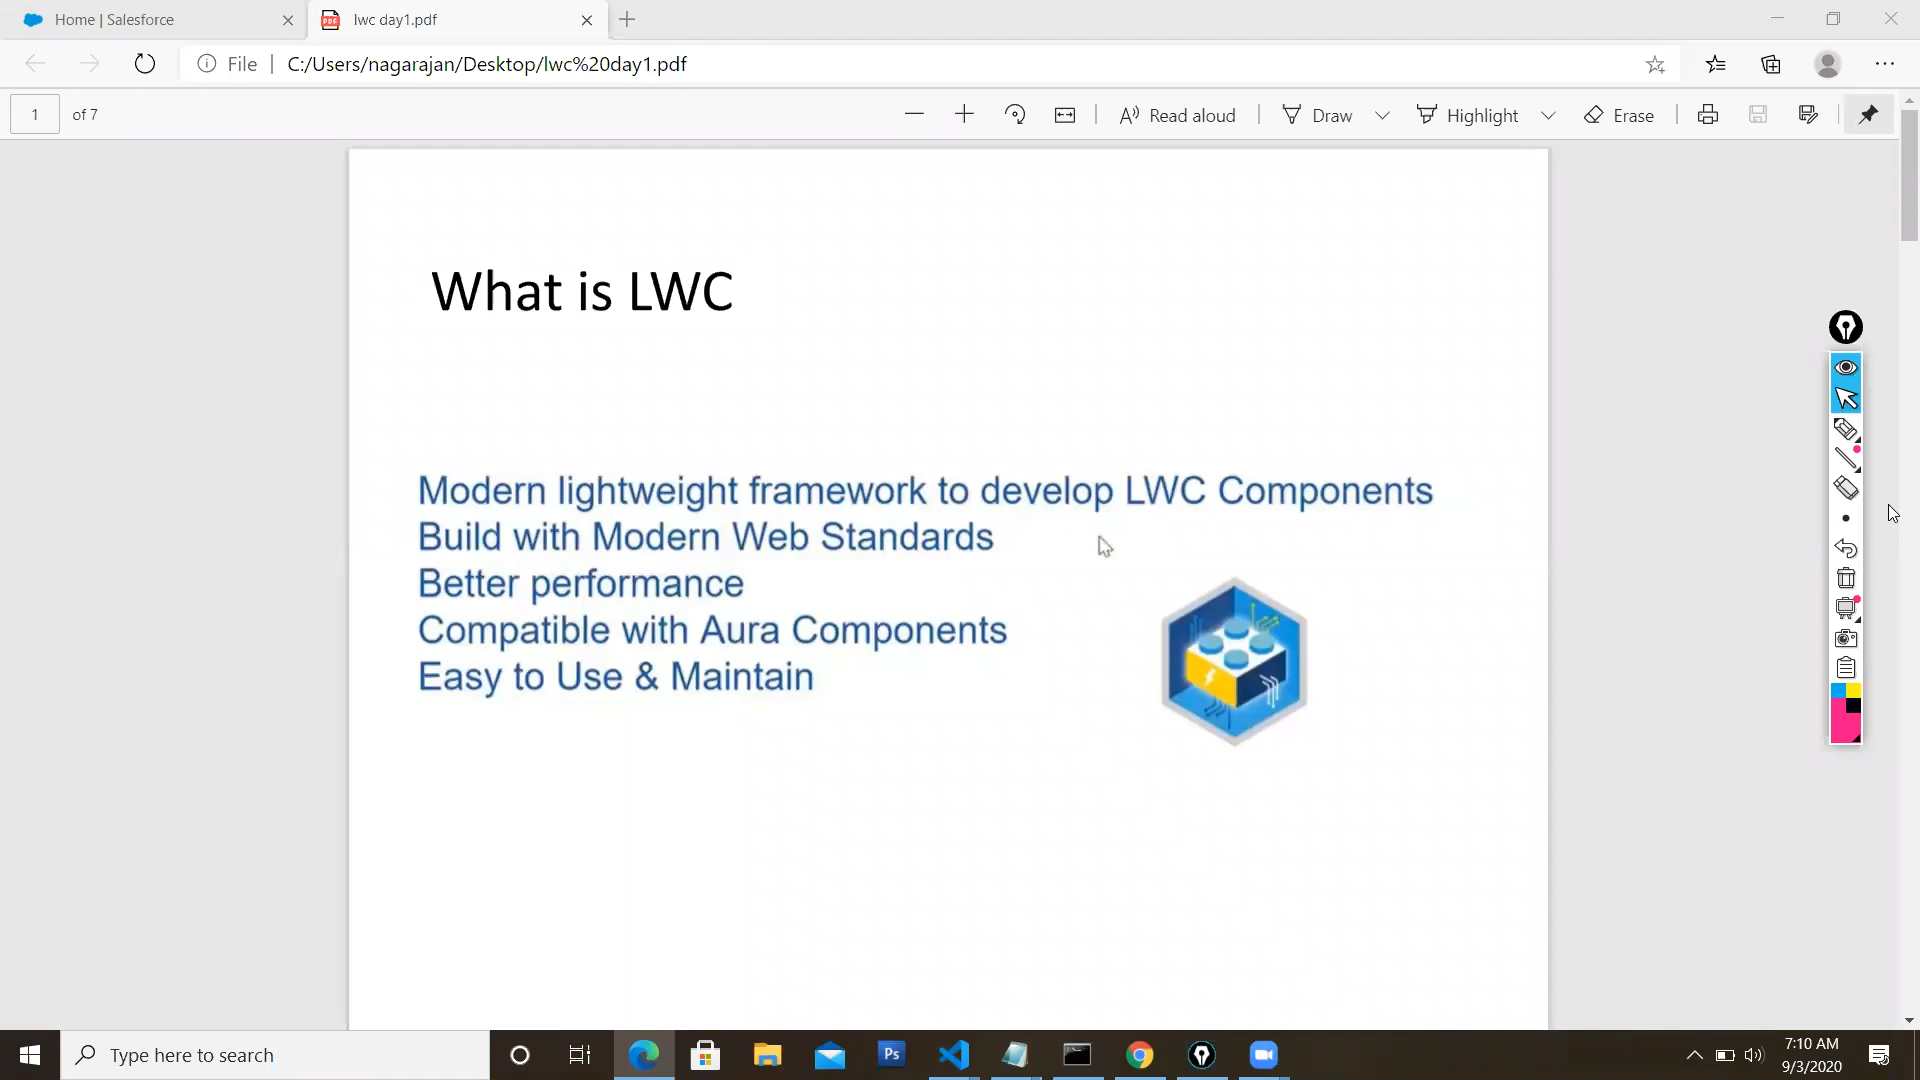 Home | Salesforce
lwc day1.pdf
File
C:/Users/nagarajan/Desktop/lwc%20day1.pdf
1 of 7
Read aloud
Draw
Highlight
Erase
What is LWC
Modern lightweight framework to develop LWC Components
Build with Modern Web Standards
Better performance
Compatible with Aura Components
Easy to Use & Maintain
Type here to search
Ps
7:10 AM
9/3/2020